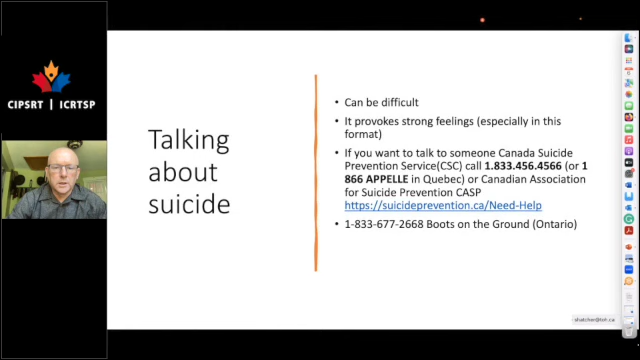 CIPSRT | ICRTSP
Talking
about
suicide
• Can be difficult
• It provokes strong feelings (especially in this
format)
• If you want to talk to someone Canada Suicide
Prevention Service(CSC) call 1.833.456.4566 (or 1
866 APPELLE in Quebec) or Canadian Association
for Suicide Prevention CASP
https://suicideprevention.ca/Need-Help
• 1-833-677-2668 Boots on the Ground (Ontario)
shatcher@toh.ca